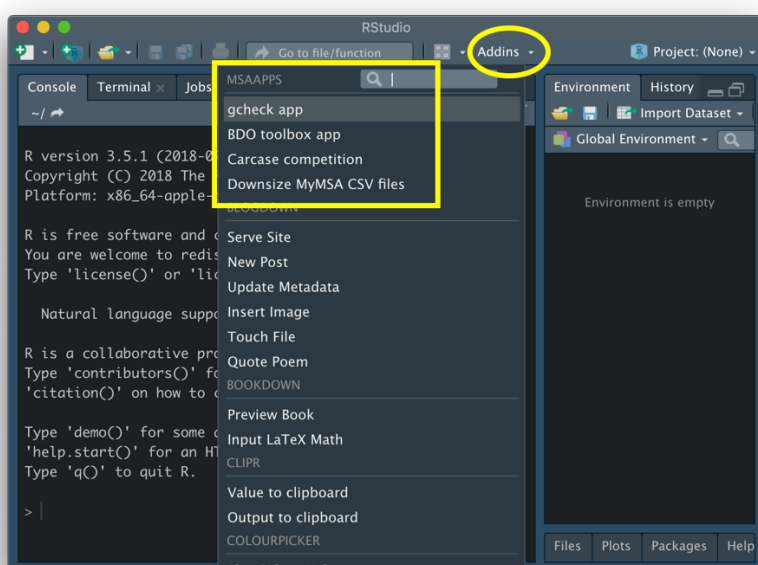 RStudio
Go to file/function
Addins
Project: (None)
Console
Terminal
Jobs
MSAAPPS
gcheck app
BDO toolbox app
Carcase competition
Downsize MyMSA CSV files
BLOGDOWN
Serve Site
New Post
Update Metadata
Insert Image
Touch File
Quote Poem
BOOKDOWN
Preview Book
Input LaTeX Math
CLIPR
Value to clipboard
Output to clipboard
COLOURPICKER
~/
R version 3.5.1 (2018-0
Copyright (C) 2018 The
Platform: x86_64-apple-
R is free software and
You are welcome to redis
Type 'license()' or 'lic
Natural language suppo
R is a collaborative pro
Type 'contributors()' fo
'citation()' on how to
Type 'demo()' for some
'help.start()' for an HT
Type 'q()' to quit R.
>
Environment
History
Import Dataset
Global Environment
Environment is empty
Files
Plots
Packages
Help